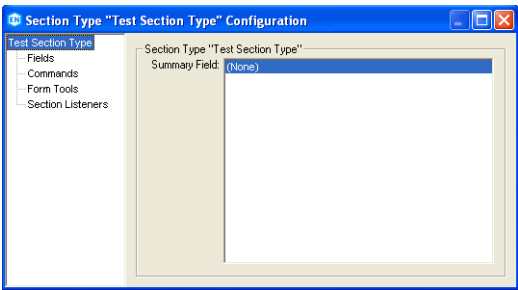 Section Type "Test Section Type" Configuration
Test Section Type
Fields
Commands
Form Tools
Section Listeners
Section Type "Test Section Type"
Summary Field:
(None)